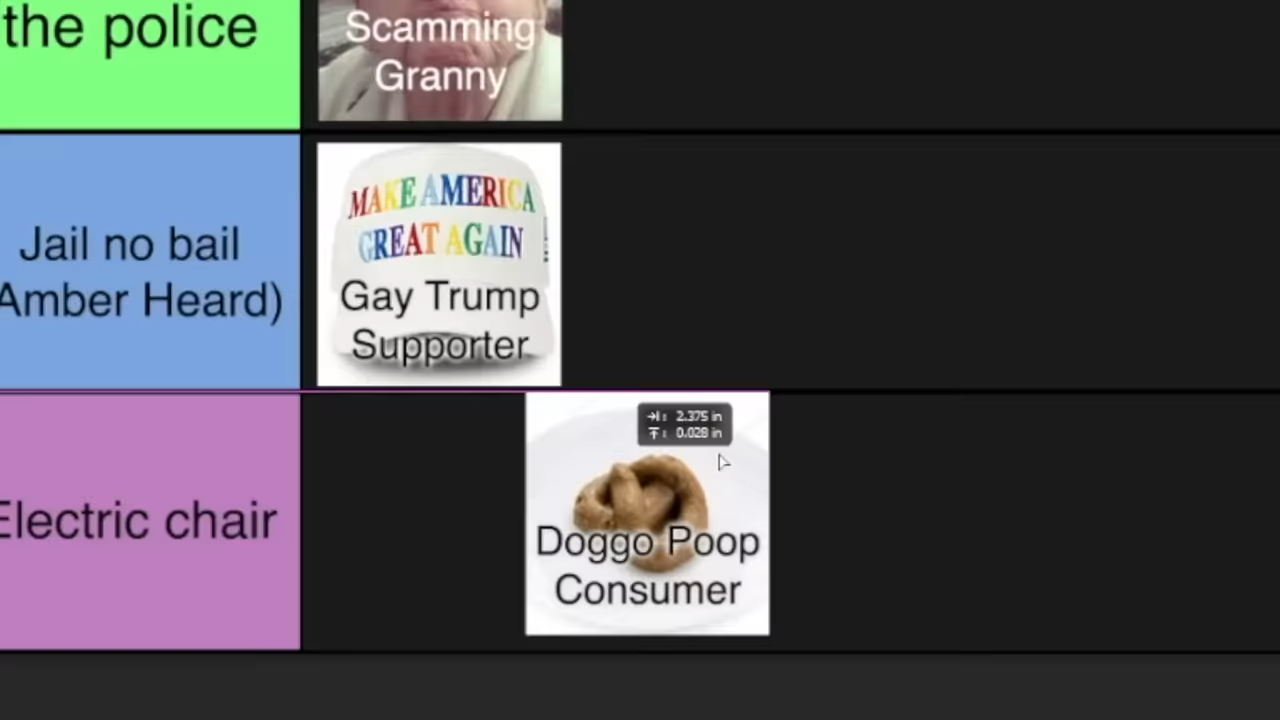 the police
Scamming
Granny
Jail no bail
Amber Heard)
MAKE AMERICA
GREAT AGAIN
Gay Trump
Supporter
Electric chair
2.375 in
0.028 in
Doggo Poop
Consumer